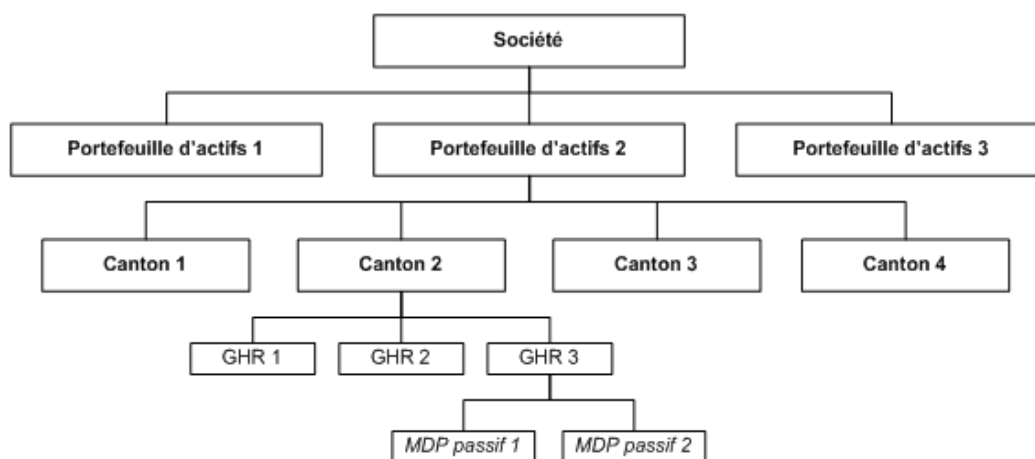 Société
Portefeuille d'actifs 1
Portefeuille d'actifs 2
Portefeuille d'actifs 3
Canton 1
Canton 2
Canton 3
Canton 4
GHR 1
GHR 2
GHR 3
MDP passif 1
MDP passif 2